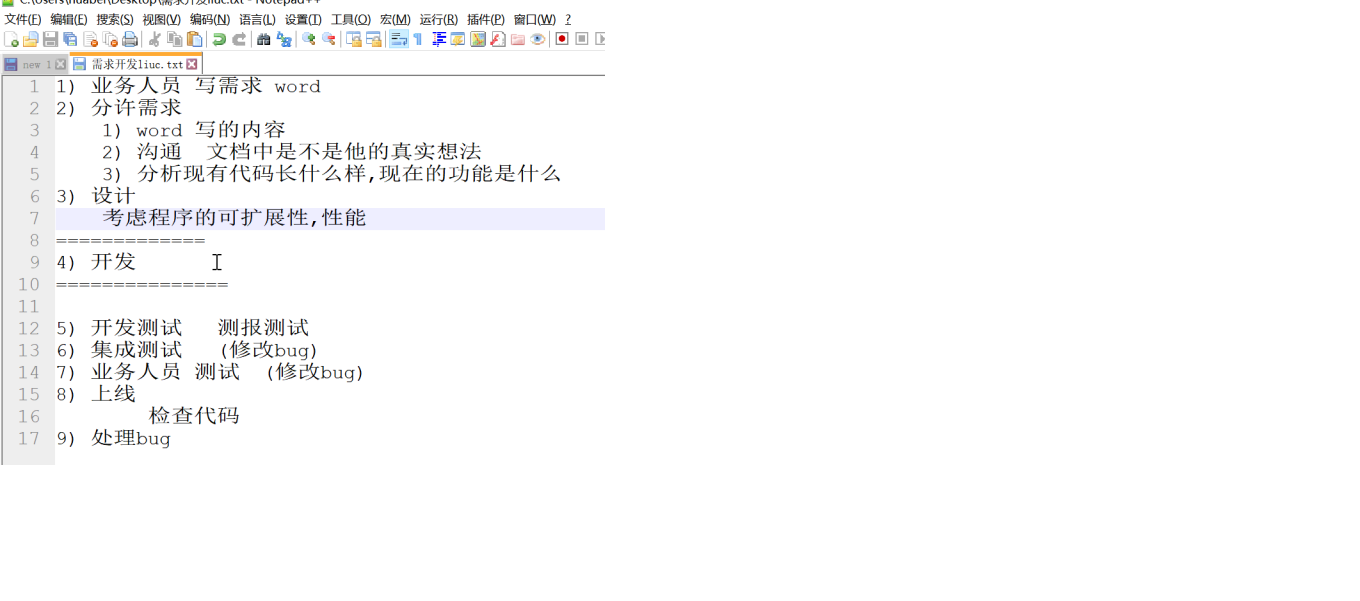 C:\Users\huabei\Desktop\需求开发liuc.txt - Notepad++
文件(F) 编辑(E) 搜索(S) 视图(V) 编码(N) 语言(L) 设置(T) 工具(O) 宏(M) 运行(R) 插件(P) 窗口(W) ?
new 1 需求开发liuc.txt
1 1) 业务人员 写需求 word
2 2) 分许需求
3 1) word 写的内容
4 2) 沟通 文档中是不是他的真实想法
5 3) 分析现有代码长什么样,现在的功能是什么
6 3) 设计
7 考虑程序的可扩展性,性能
8 =============
9 4) 开发
10 ===============
11
12 5) 开发测试 测报测试
13 6) 集成测试 (修改bug)
14 7) 业务人员 测试 (修改bug)
15 8) 上线
16 检查代码
17 9) 处理bug